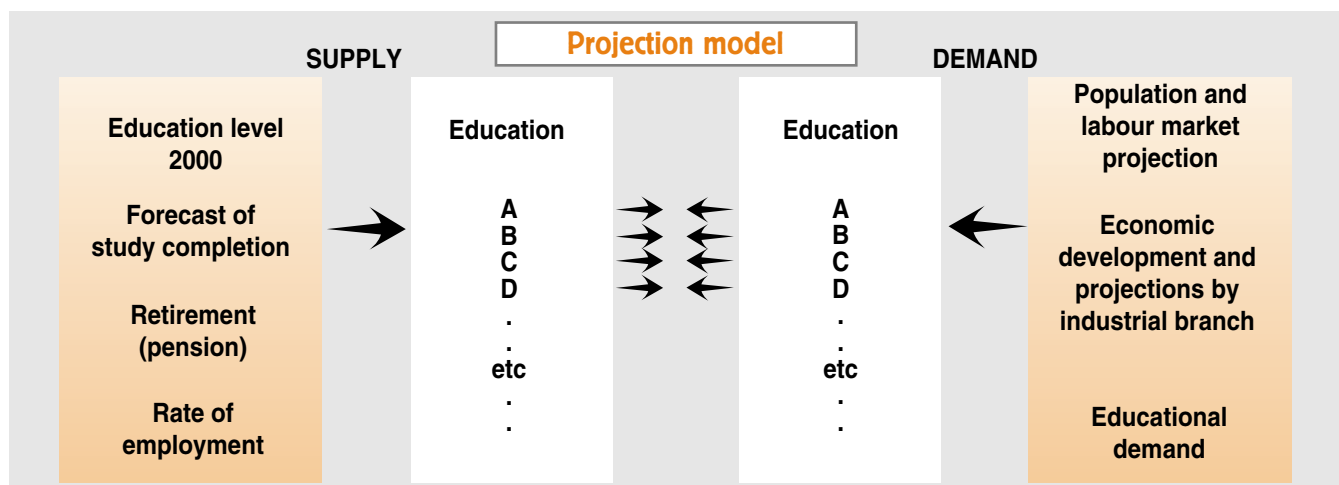 Projection model
SUPPLY
DEMAND
Education level
2000
Forecast of
study completion
Retirement
(pension)
Rate of
employment
Education
A
B
C
D
.
.
etc
.
.
Education
A
B
C
D
.
.
etc
.
.
Population and
labour market
projection
Economic
development and
projections by
industrial branch
Educational
demand